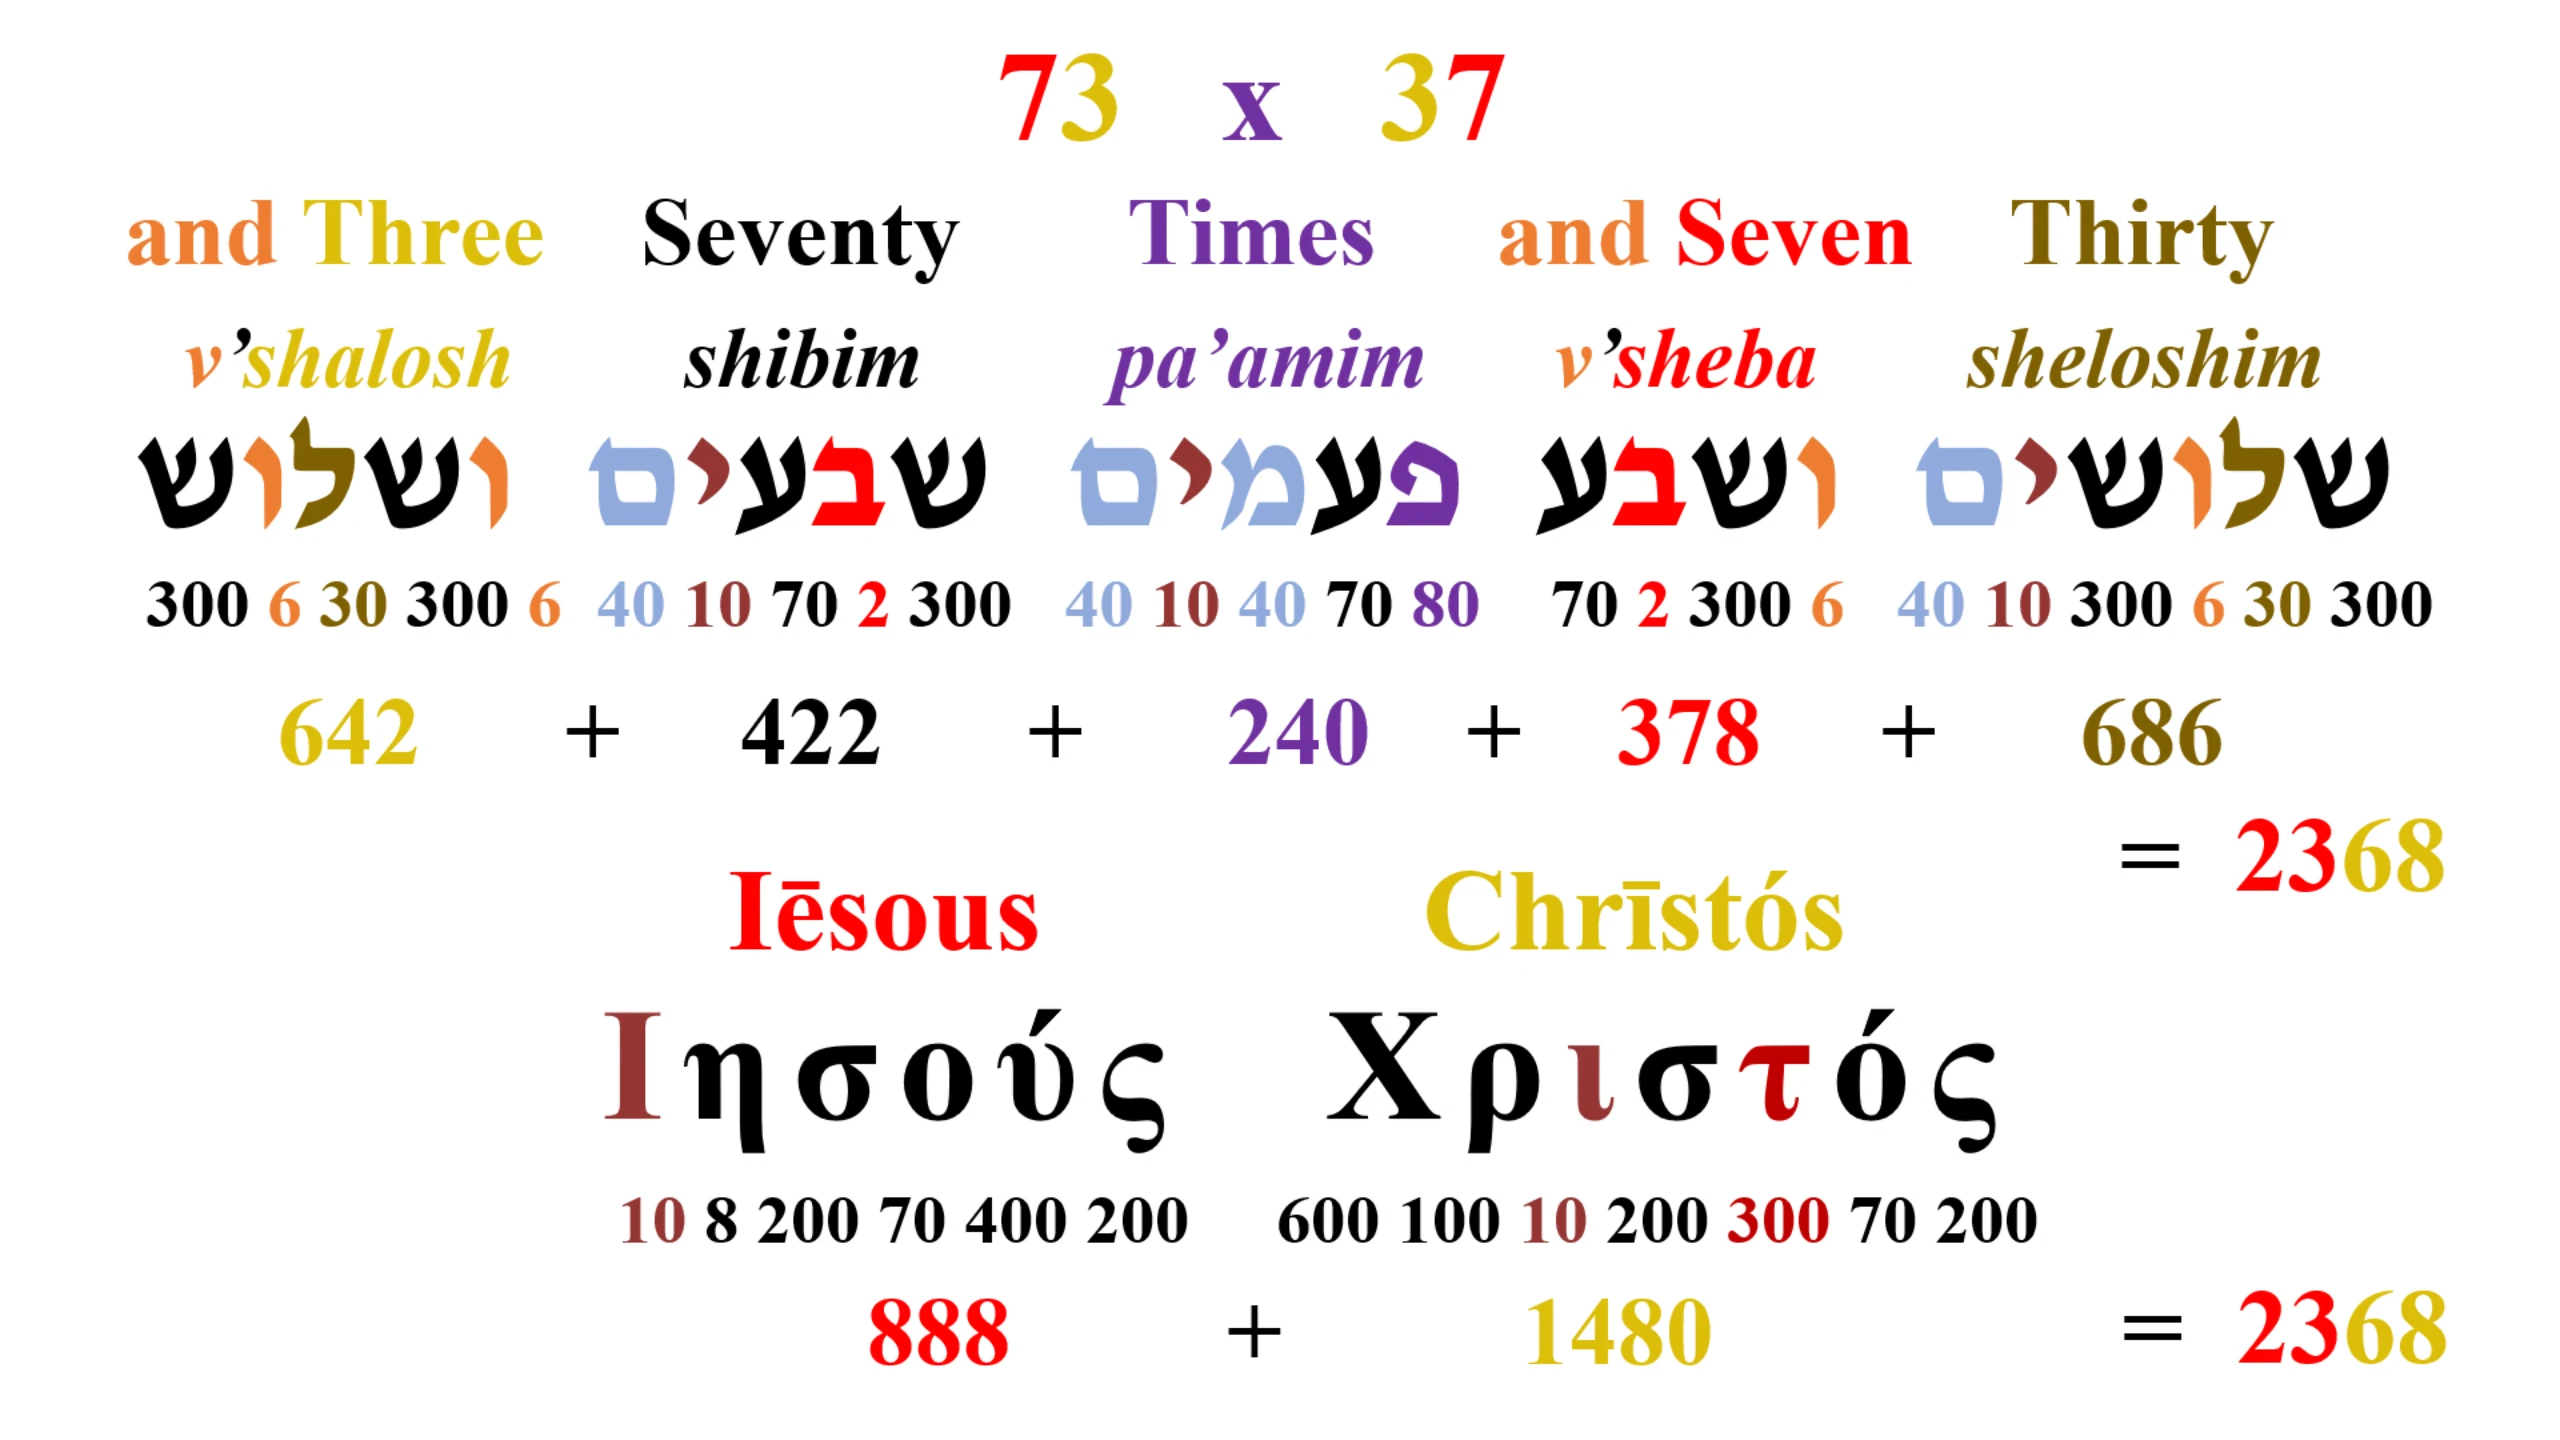 73 x 37
and Three Seventy Times and Seven Thirty
v’shalosh shibim pa’amim v’sheba sheloshim
שלושים ושבע פעמים שבעים ושלוש
300 6 30 300 6 40 10 70 2 300 40 10 40 70 80 70 2 300 6 40 10 300 6 30 300
642 + 422 + 240 + 378 + 686
= 2368
Iēsous Chrīstós
Ιησούς Χριστός
10 8 200 70 400 200 600 100 10 200 300 70 200
888 + 1480 = 2368